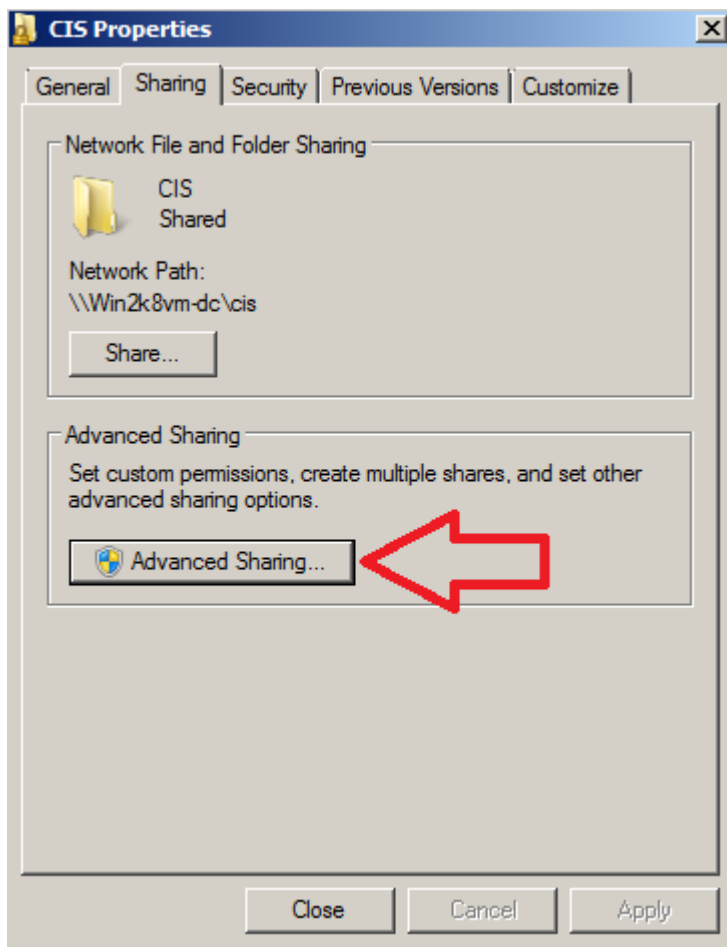 CIS Properties
General Sharing Security Previous Versions Customize
Network File and Folder Sharing
CIS
Shared
Network Path:
\\Win2k8vm-dc\cis
Share...
Advanced Sharing
Set custom permissions, create multiple shares, and set other
advanced sharing options.
Advanced Sharing...
Close Cancel Apply